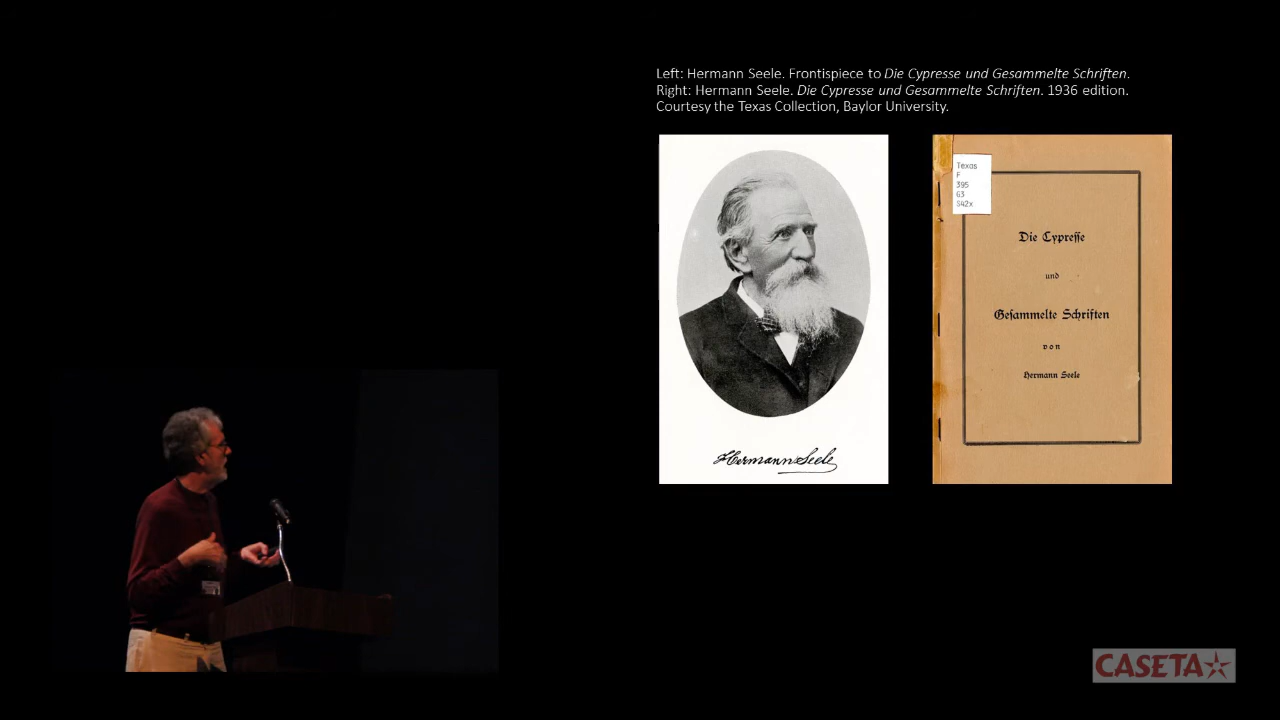 Left: Hermann Seele. Frontispiece to Die Cypresse und Gesammelte Schriften.
Right: Hermann Seele. Die Cypresse und Gesammelte Schriften. 1936 edition.
Courtesy the Texas Collection, Baylor University.
Hermann Seele
Texas
F
395
G3
S42x
Die Cypresse
und
Gesammelte Schriften
von
Hermann Seele
CASETA